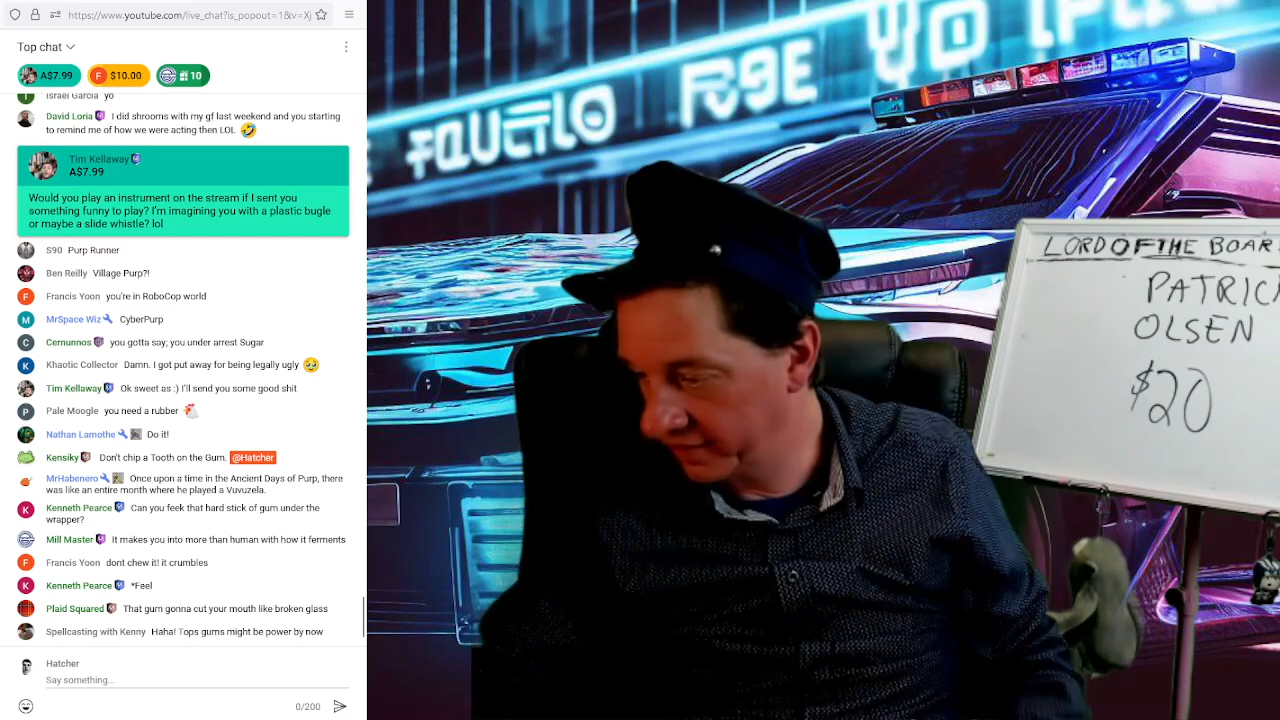 https://www.youtube.com/live_chat?is_popout=1&v=Xj
Top chat
A$7.99
F $10.00
10
Israel Garcia yo
David Loria I did shrooms with my gf last weekend and you starting
to remind me of how we were acting then LOL
Tim Kellaway
A$7.99
Would you play an instrument on the stream if I sent you
something funny to play? I'm imagining you with a plastic bugle
or maybe a slide whistle? lol
S90 Purp Runner
Ben Reilly Village Purp?!
F Francis Yoon you're in RoboCop world
M MrSpace Wiz CyberPurp
C Cernunnos you gotta say; you under arrest Sugar
K Khaotic Collector Damn. I got put away for being legally ugly
Tim Kellaway Ok sweet as :) I'll send you some good shit
P Pale Moogle you need a rubber
Nathan Lamothe Do it!
Kensiky Don't chip a Tooth on the Gum. @Hatcher
MrHabenero Once upon a time in the Ancient Days of Purp, there
was like an entire month where he played a Vuvuzela.
K Kenneth Pearce Can you feek that hard stick of gum under the
wrapper?
Mill Master It makes you into more than human with how it ferments
F Francis Yoon dont chew it! it crumbles
K Kenneth Pearce *Feel
Plaid Squared That gum gonna cut your mouth like broken glass
Spellcasting with Kenny Haha! Tops gums might be power by now
Hatcher
Say something...
0/200
LORD OF THE BOAR
PATRIC
OLSEN
$20